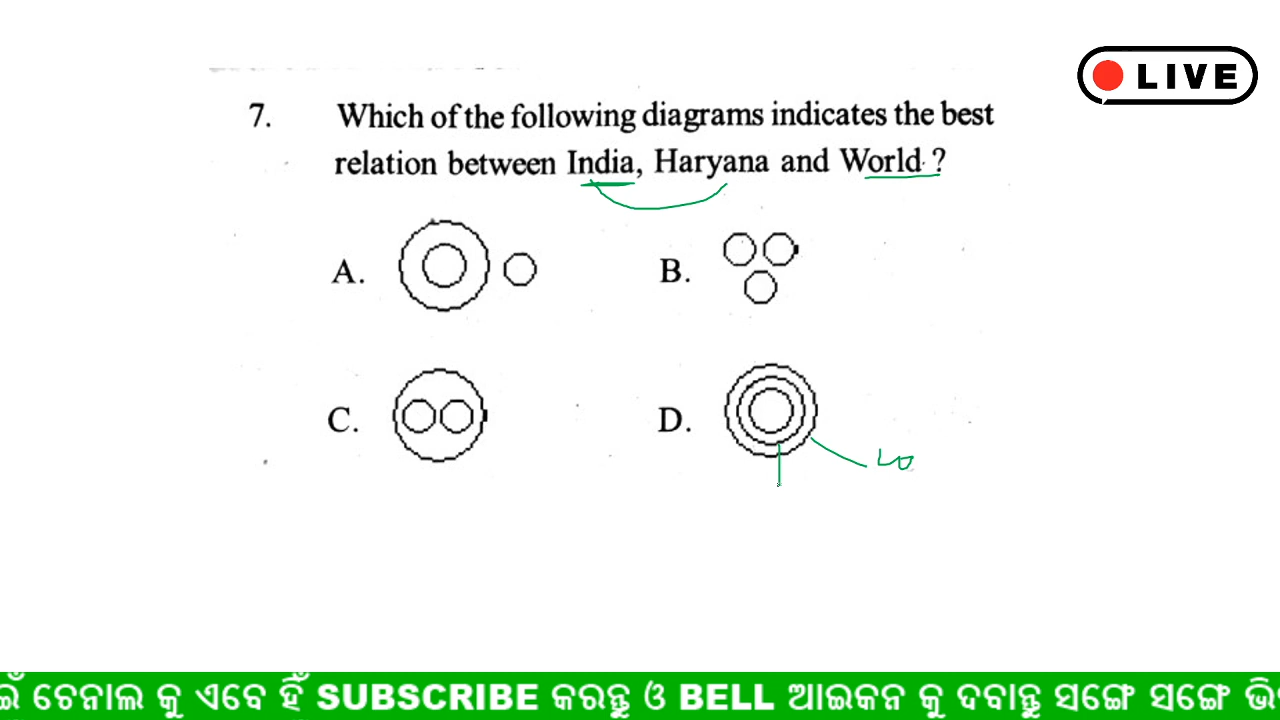 LIVE
7. Which of the following diagrams indicates the best
relation between India, Haryana and World ?
A. B.
C. D.
ଚେନାଲ କୁ ଏବେ ହିଁ SUBSCRIBE କରନ୍ତୁ ଓ BELL ଆଇକନ କୁ ଦବାନ୍ତୁ ସଙ୍ଗେ ସଙ୍ଗେ